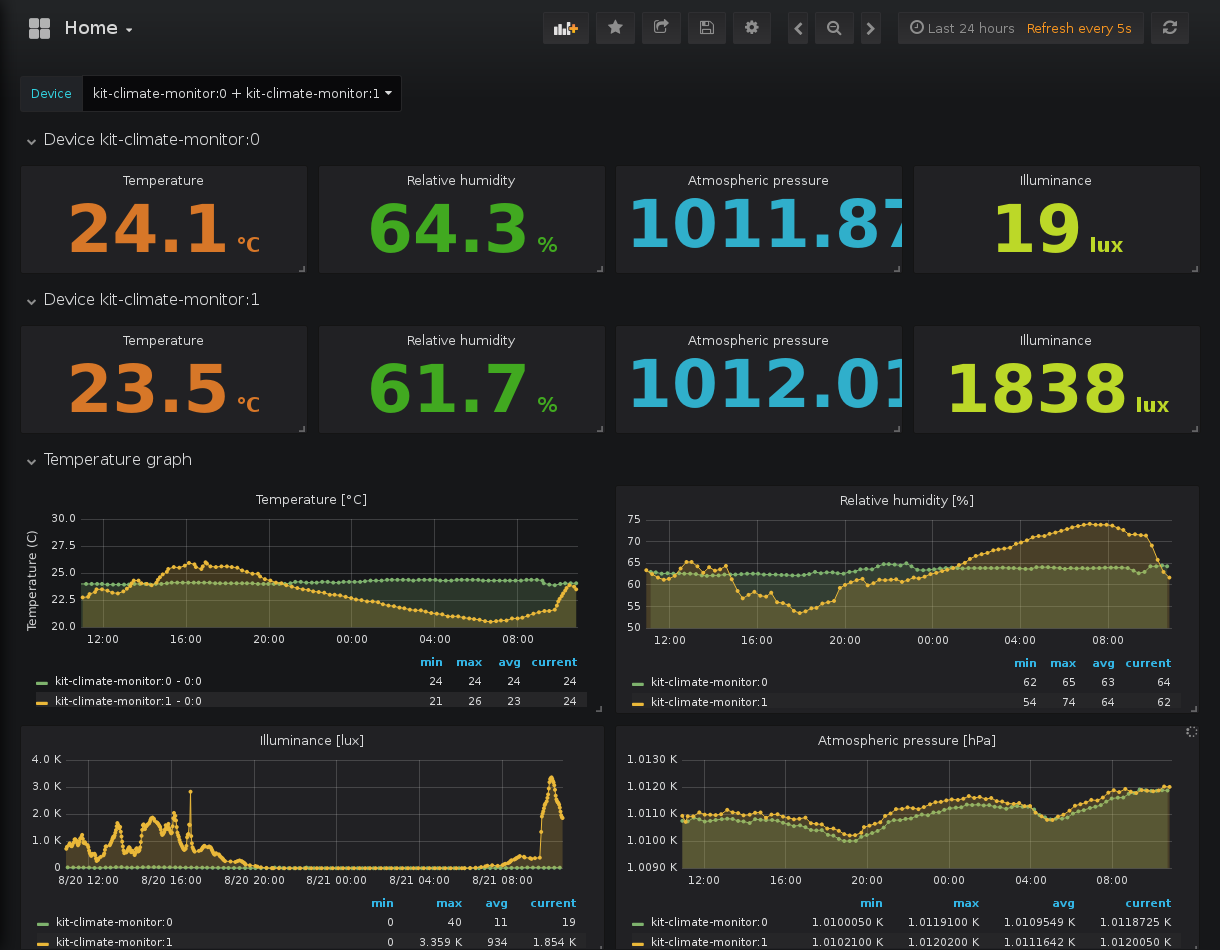 Home
Last 24 hours Refresh every 5s
Device kit-climate-monitor:0 + kit-climate-monitor:1
Device kit-climate-monitor:0
Temperature Relative humidity Atmospheric pressure Illuminance
24.1 °C 64.3 % 1011.87 19 lux
Device kit-climate-monitor:1
Temperature Relative humidity Atmospheric pressure Illuminance
23.5 °C 61.7 % 1012.01 1838 lux
Temperature graph
Temperature [°C]
Temperature (C)
30.0
27.5
25.0
22.5
20.0
12:00 16:00 20:00 00:00 04:00 08:00
min max avg current
kit-climate-monitor:0 - 0:0 24 24 24 24
kit-climate-monitor:1 - 0:0 21 26 23 24
Relative humidity [%]
75
70
65
60
55
50
12:00 16:00 20:00 00:00 04:00 08:00
min max avg current
kit-climate-monitor:0 62 65 63 64
kit-climate-monitor:1 54 74 64 62
Illuminance [lux]
4.0 K
3.0 K
2.0 K
1.0 K
0
8/20 12:00 8/20 16:00 8/20 20:00 8/21 00:00 8/21 04:00 8/21 08:00
min max avg current
kit-climate-monitor:0 0 40 11 19
kit-climate-monitor:1 0 3.359 K 934 1.854 K
Atmospheric pressure [hPa]
1.0130 K
1.0120 K
1.0110 K
1.0100 K
1.0090 K
12:00 16:00 20:00 00:00 04:00 08:00
min max avg current
kit-climate-monitor:0 1.0100050 K 1.0119100 K 1.0109549 K 1.0118725 K
kit-climate-monitor:1 1.0102100 K 1.0120200 K 1.0111642 K 1.0120050 K